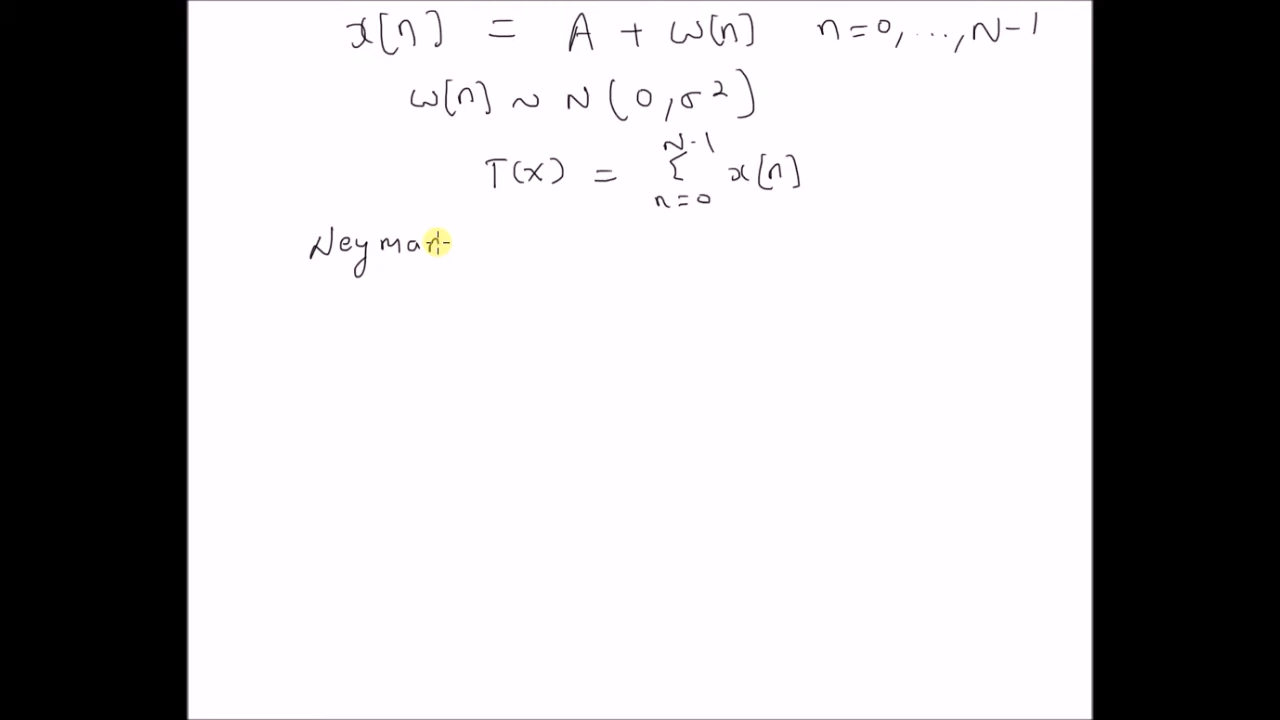 x[n] = A + w[n] n=0,...,N-1
w[n] ~ N(0,σ²)
T(x) = Σ_{n=0}^{N-1} x[n]
Neyman-